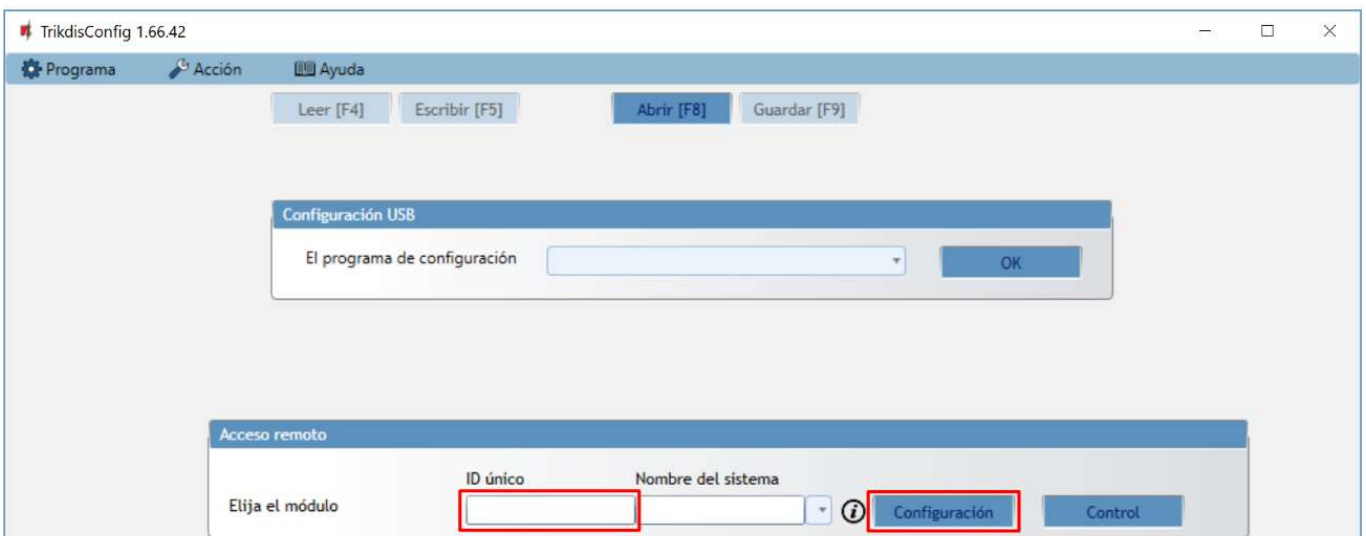 TrikdisConfig 1.66.42
Programa Acción Ayuda
Leer [F4] Escribir [F5] Abrir [F8] Guardar [F9]
Configuración USB
El programa de configuración OK
Acceso remoto
ID único Nombre del sistema
Elija el módulo Configuración Control